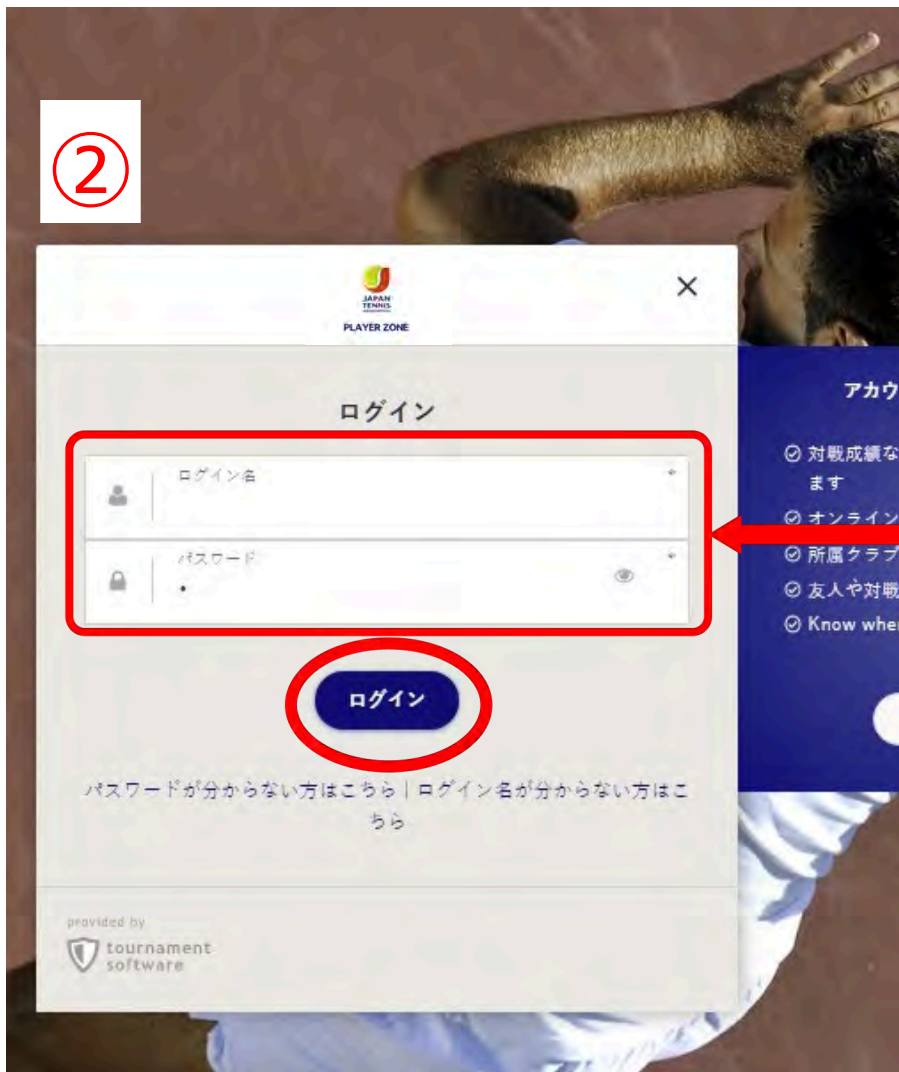 ②
JAPAN
TENNIS
PLAYER ZONE
ログイン
ログイン名
*
パスワード
*
•
ログイン
パスワードが分からない方はこちら | ログイン名が分からない方はこ
ちら
provided by
tournament
software
アカウ
対戦成績な
ます
オンライン
所属クラブ
友人や対戦
Know when